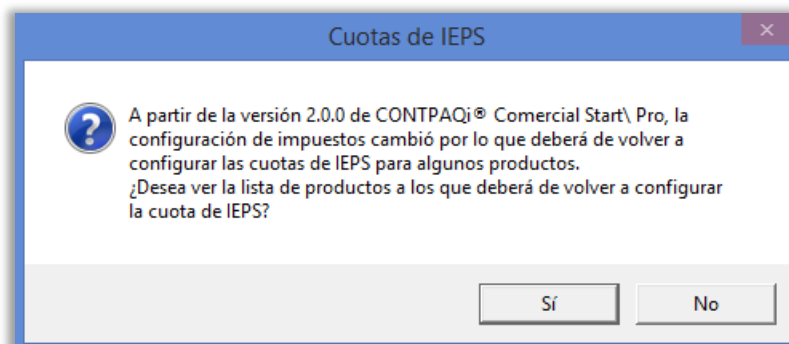 Cuotas de IEPS
A partir de la versión 2.0.0 de CONTPAQi® Comercial Start\ Pro, la
configuración de impuestos cambió por lo que deberá de volver a
configurar las cuotas de IEPS para algunos productos.
¿Desea ver la lista de productos a los que deberá de volver a configurar
la cuota de IEPS?
Sí
No